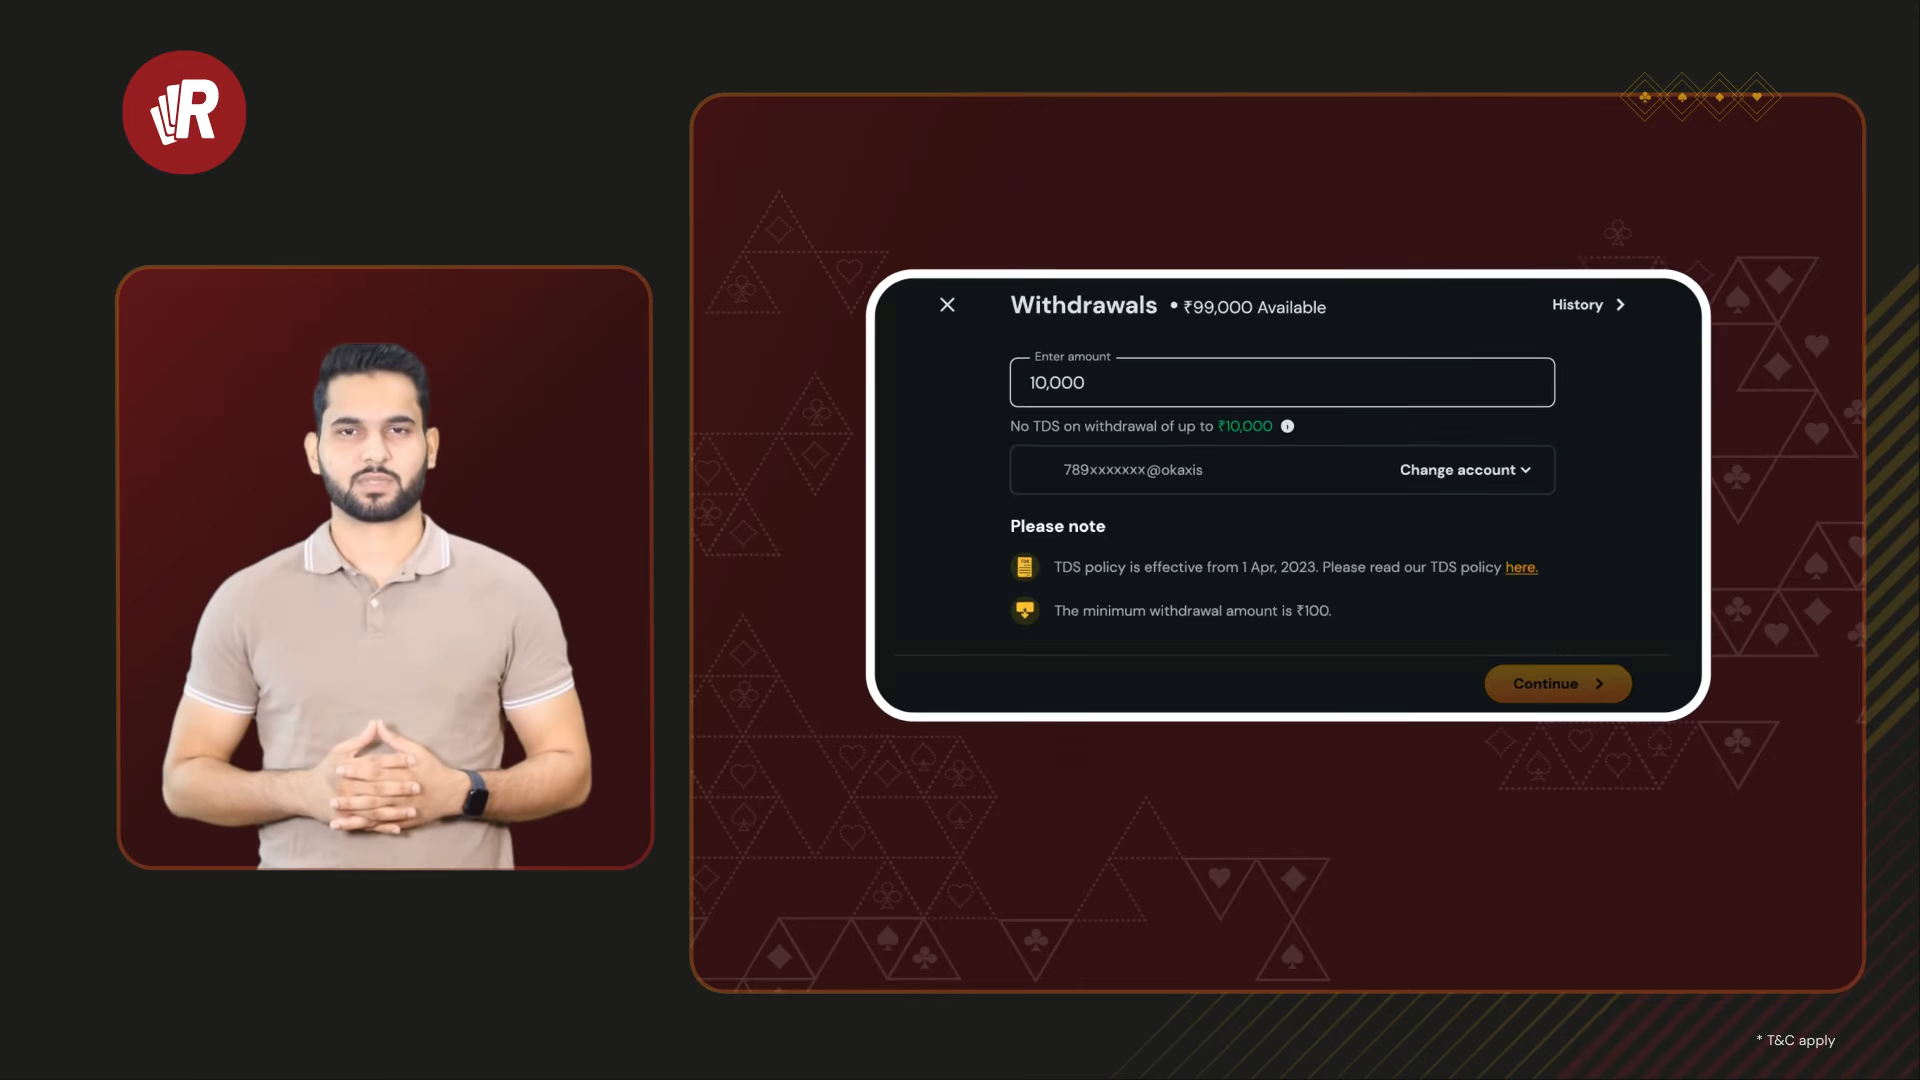 R
Withdrawals • ₹99,000 Available
History
Enter amount
10,000
No TDS on withdrawal of up to ₹10,000
789xxxxxxx@okaxis
Change account
Please note
TDS policy is effective from 1 Apr, 2023. Please read our TDS policy here.
The minimum withdrawal amount is ₹100.
Continue
* T&C apply